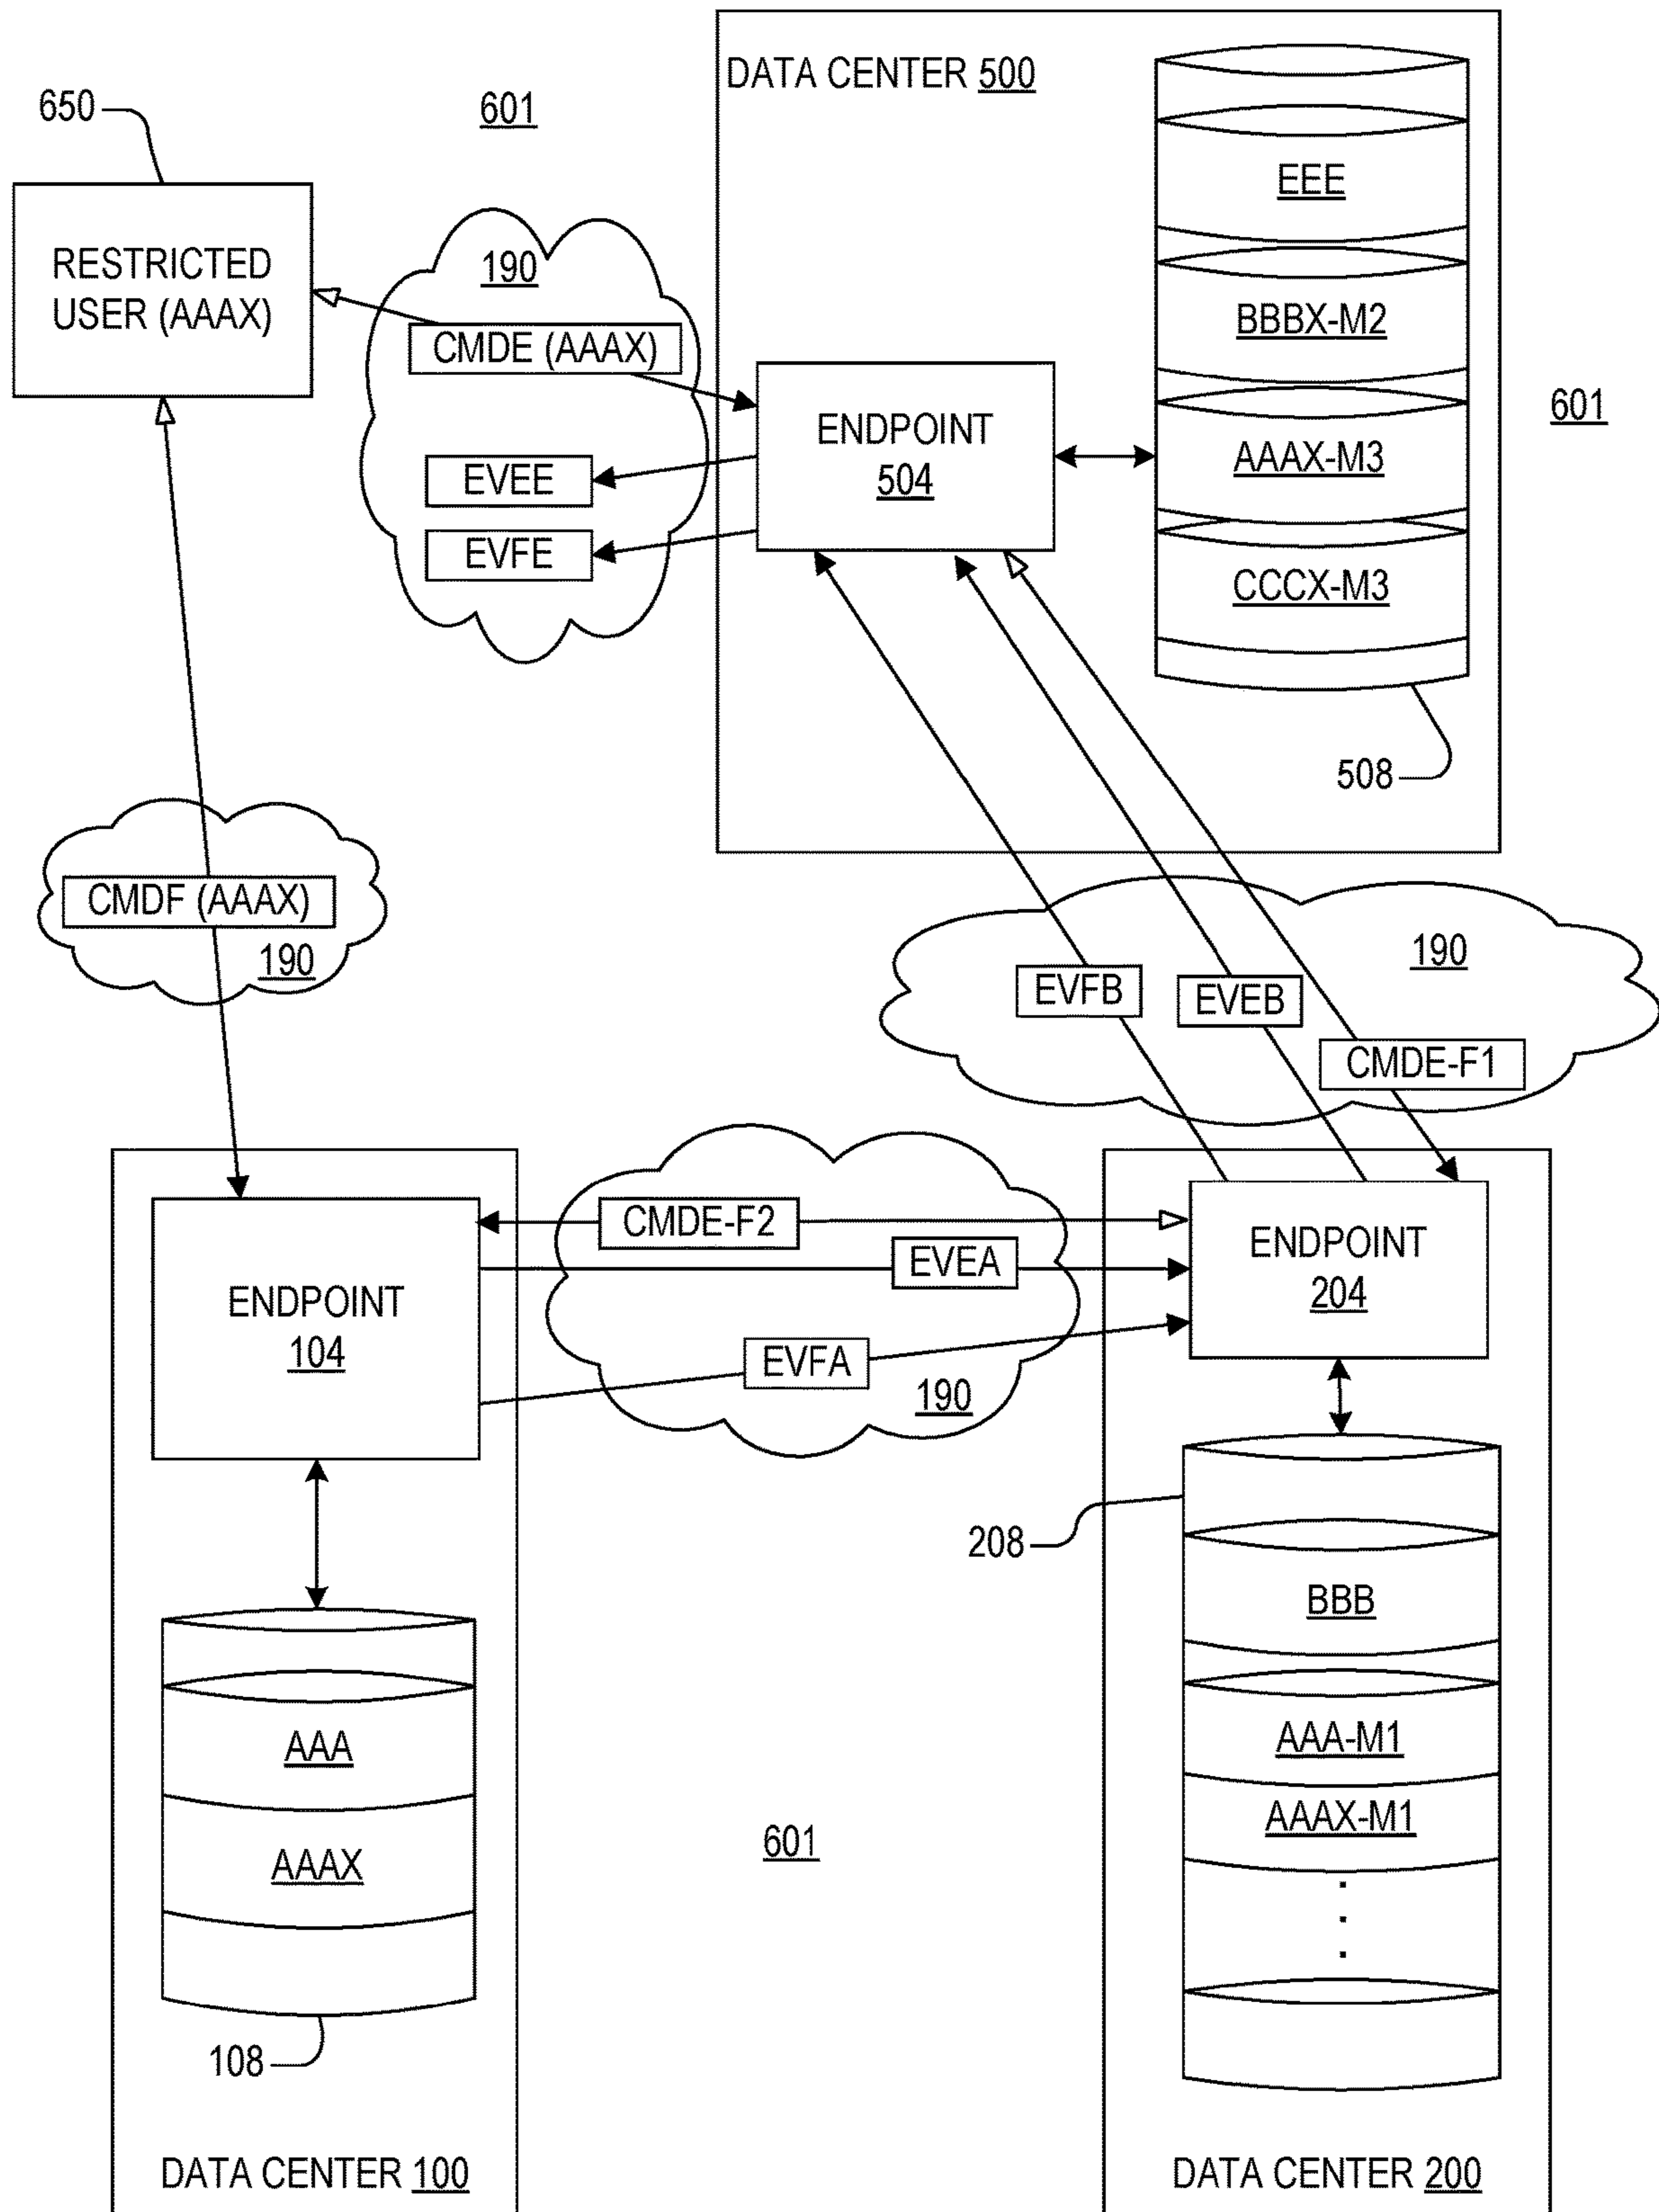 DATA CENTER 500
650
601
EEE
RESTRICTED
USER (AAAX)
190
BBBX-M2
CMDE (AAAX)
601
ENDPOINT
504
AAAX-M3
EVEE
EVFE
CCCX-M3
508
CMDF (AAAX)
190
190
EVFB
EVEB
CMDE-F1
CMDE-F2
ENDPOINT
204
EVEA
ENDPOINT
104
EVFA
190
208
BBB
AAA-M1
AAA
AAAX-M1
601
AAAX
108
DATA CENTER 100
DATA CENTER 200